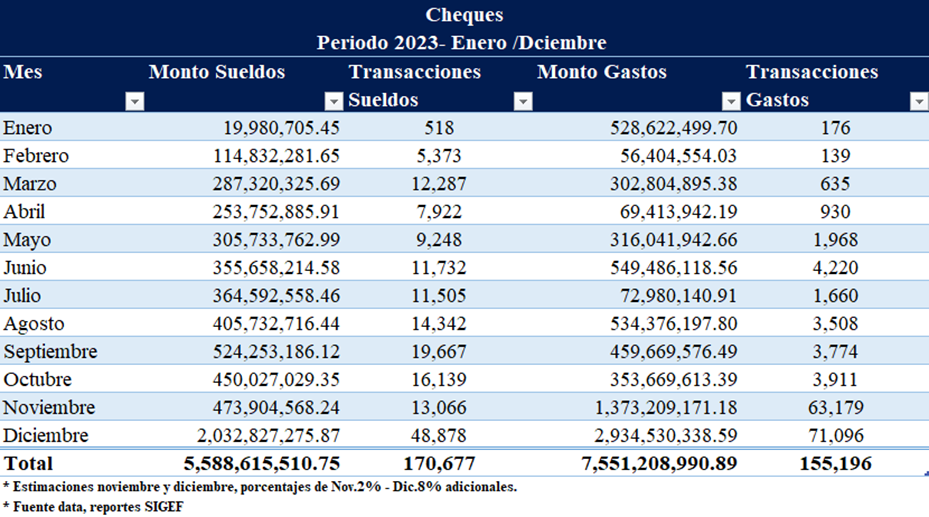 Cheques
Periodo 2023- Enero /Dciembre
Mes Monto Sueldos Transacciones Sueldos Monto Gastos Transacciones Gastos
Enero 19,980,705.45 518 528,622,499.70 176
Febrero 114,832,281.65 5,373 56,404,554.03 139
Marzo 287,320,325.69 12,287 302,804,895.38 635
Abril 253,752,885.91 7,922 69,413,942.19 930
Mayo 305,733,762.99 9,248 316,041,942.66 1,968
Junio 355,658,214.58 11,732 549,486,118.56 4,220
Julio 364,592,558.46 11,505 72,980,140.91 1,660
Agosto 405,732,716.44 14,342 534,376,197.80 3,508
Septiembre 524,253,186.12 19,667 459,669,576.49 3,774
Octubre 450,027,029.35 16,139 353,669,613.39 3,911
Noviembre 473,904,568.24 13,066 1,373,209,171.18 63,179
Diciembre 2,032,827,275.87 48,878 2,934,530,338.59 71,096
Total 5,588,615,510.75 170,677 7,551,208,990.89 155,196
* Estimaciones noviembre y diciembre, porcentajes de Nov.2% - Dic.8% adicionales.
* Fuente data, reportes SIGEF